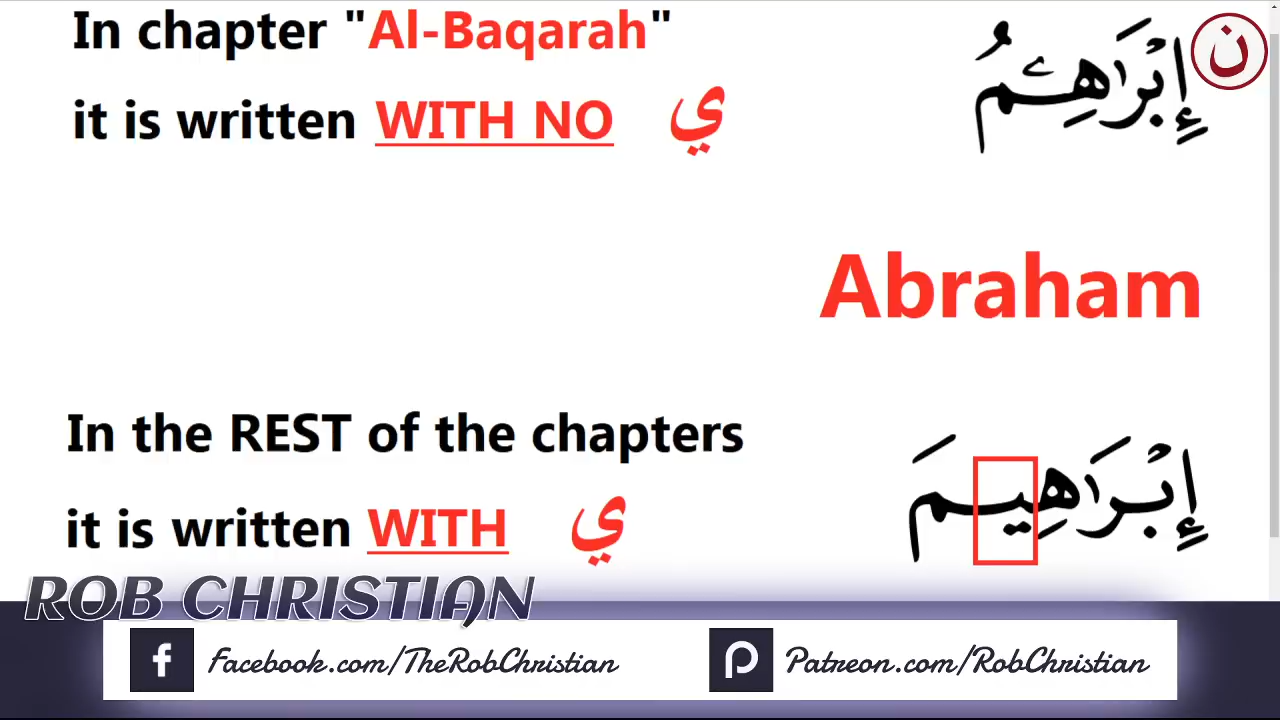 In chapter "Al-Baqarah"
it is written WITH NO ي
إِبْرَٰهِـۧمُ
ن
Abraham
In the REST of the chapters
it is written WITH ي
إِبْرَٰهِيمَ
ROB CHRISTIAN
f Facebook.com/TheRobChristian
Patreon.com/RobChristian